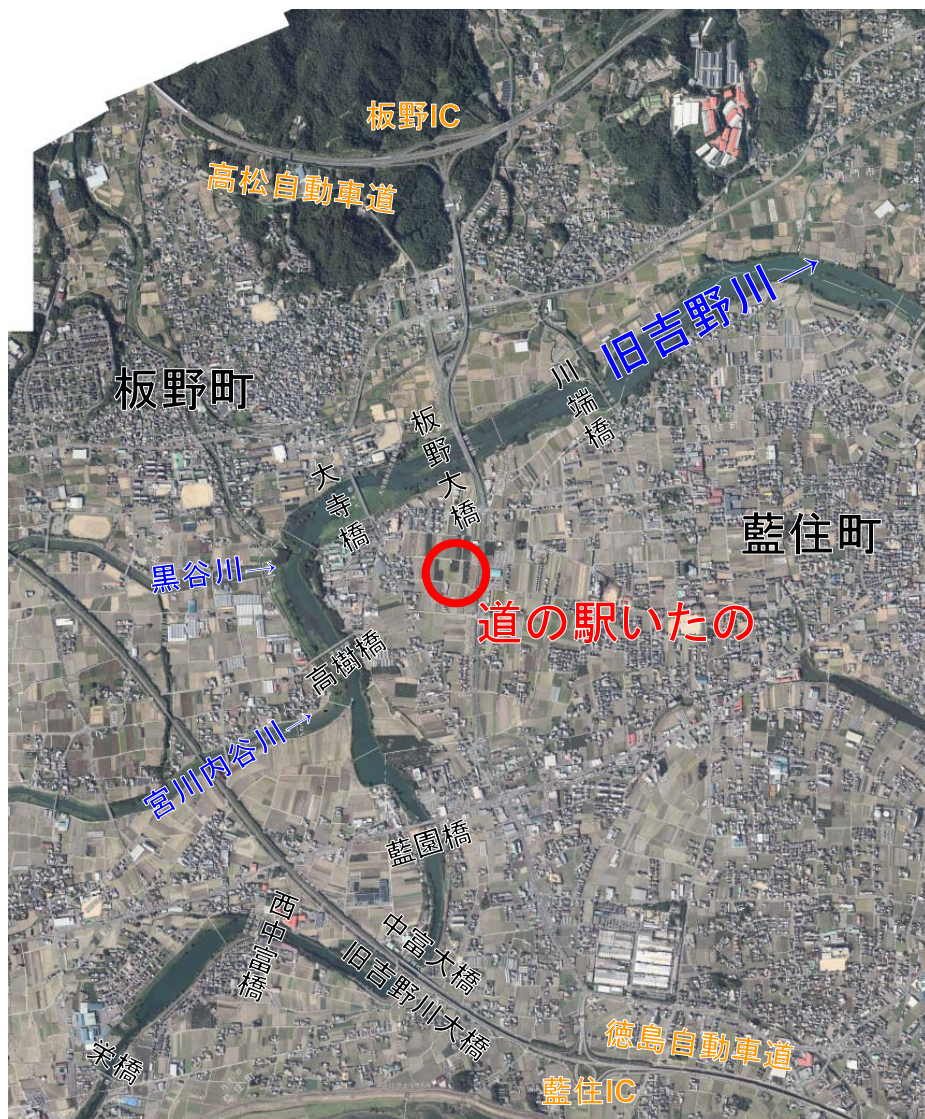 板野IC
高松自動車道
旧吉野川→
板野町
川端橋
板野大橋
大寺橋
藍住町
黒谷川→
道の駅いたの
高樹橋
宮川内谷川→
藍園橋
西中富橋
中富大橋
旧吉野川大橋
栄橋
徳島自動車道
藍住IC